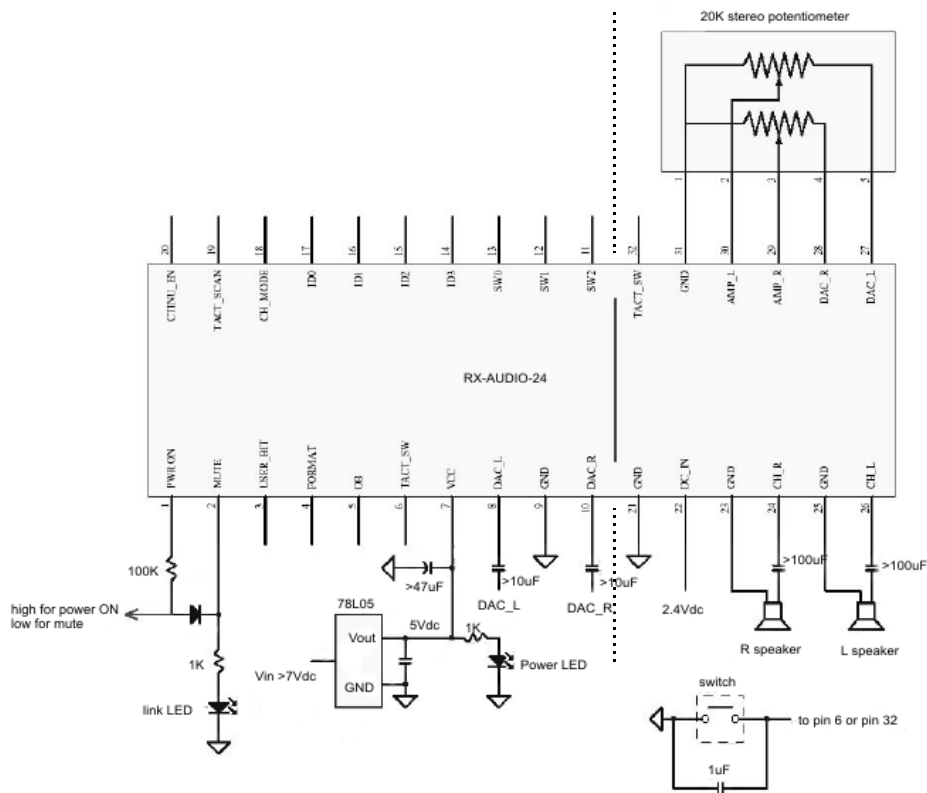 20K stereo potentiometer
1
2
3
4
5
20
19
18
17
16
15
14
13
12
11
32
31
30
29
28
27
CTINU_EN
TACT_SCAN
CH_MODE
ID0
ID1
ID2
ID3
SW0
SW1
SW2
TACT_SW
GND
AMP_L
AMP_R
DAC_R
DAC_L
RX-AUDIO-24
PWR ON
MUTE
USER_BIT
FORMAT
TACT_SW
VCC
DAC_L
GND
DAC_R
GND
DC_IN
GND
CH_R
GND
CH_L
1
2
3
4
5
6
7
8
9
10
21
22
23
24
25
26
100K
>47uF
>10uF
>10uF
>100uF
>100uF
high for power ON
low for mute
78L05
5Vdc
1K
DAC_L
DAC_R
2.4Vdc
Vout
GND
Vin >7Vdc
Power LED
R speaker
L speaker
1K
link LED
switch
to pin 6 or pin 32
1uF